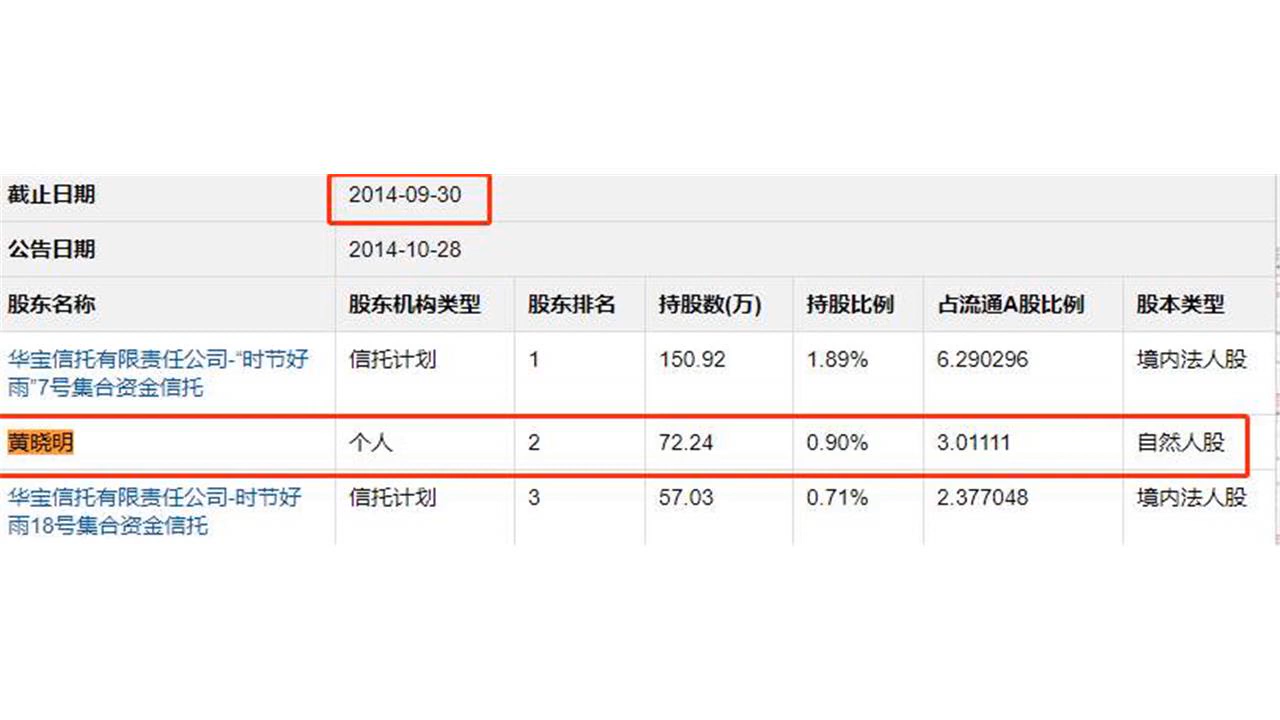 截止日期 2014-09-30
公告日期 2014-10-28
股东名称 股东机构类型 股东排名 持股数(万) 持股比例 占流通A股比例 股本类型
华宝信托有限责任公司-“时节好 信托计划 1 150.92 1.89% 6.290296 境内法人股
雨”7号集合资金信托
黄晓明 个人 2 72.24 0.90% 3.01111 自然人股
华宝信托有限责任公司-时节好 信托计划 3 57.03 0.71% 2.377048 境内法人股
雨18号集合资金信托